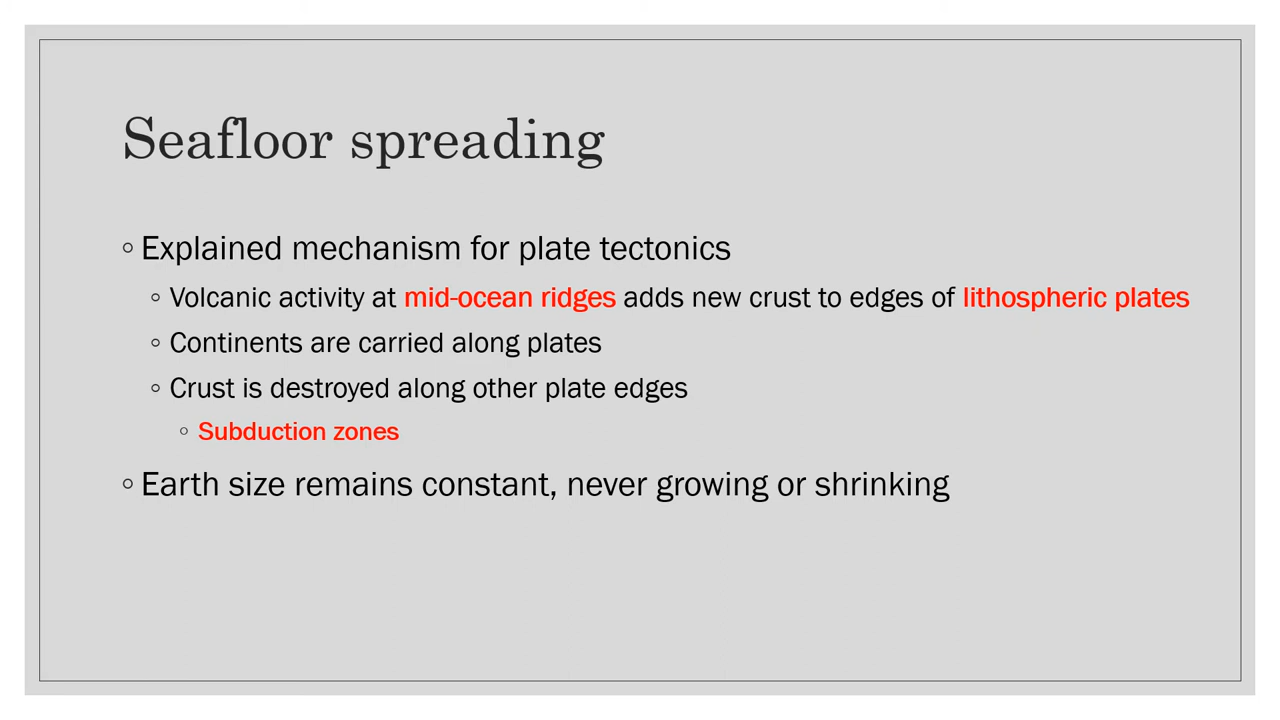 Seafloor spreading
◦ Explained mechanism for plate tectonics
◦ Volcanic activity at mid-ocean ridges adds new crust to edges of lithospheric plates
◦ Continents are carried along plates
◦ Crust is destroyed along other plate edges
◦ Subduction zones
◦ Earth size remains constant, never growing or shrinking